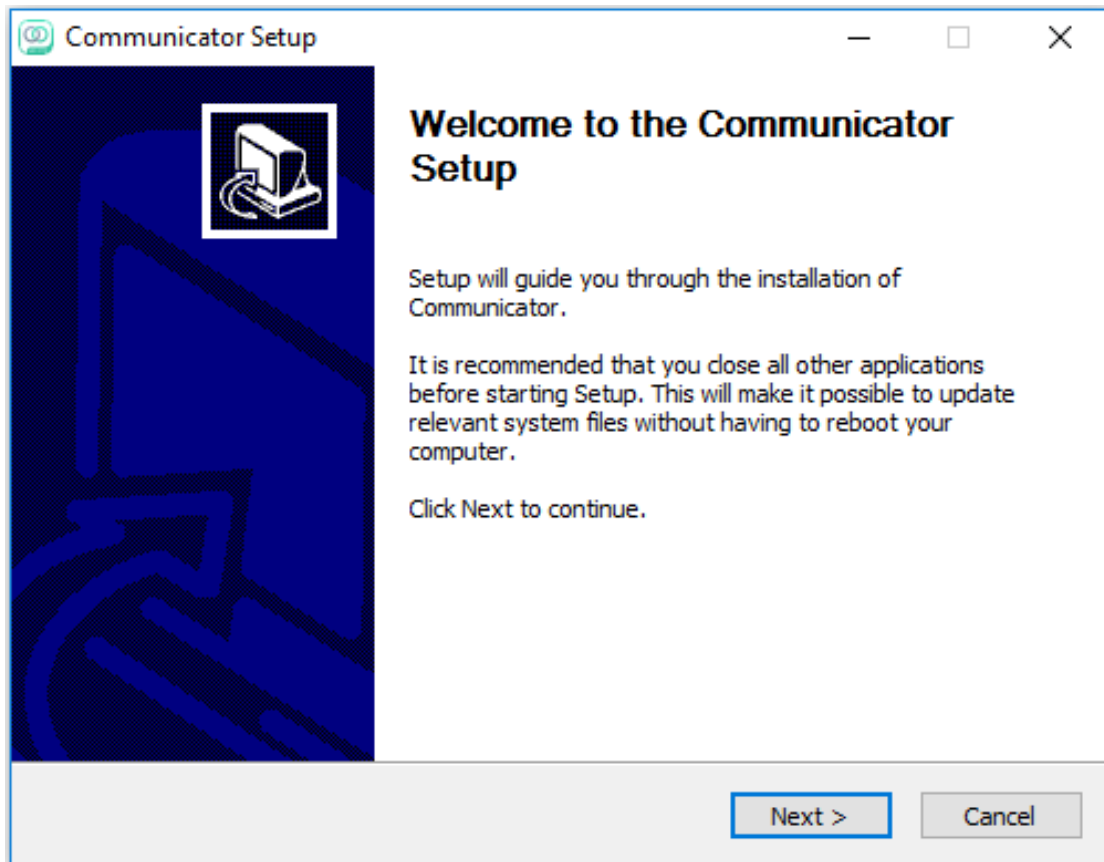 Communicator Setup
Welcome to the Communicator
Setup
Setup will guide you through the installation of
Communicator.
It is recommended that you close all other applications
before starting Setup. This will make it possible to update
relevant system files without having to reboot your
computer.
Click Next to continue.
Next >
Cancel